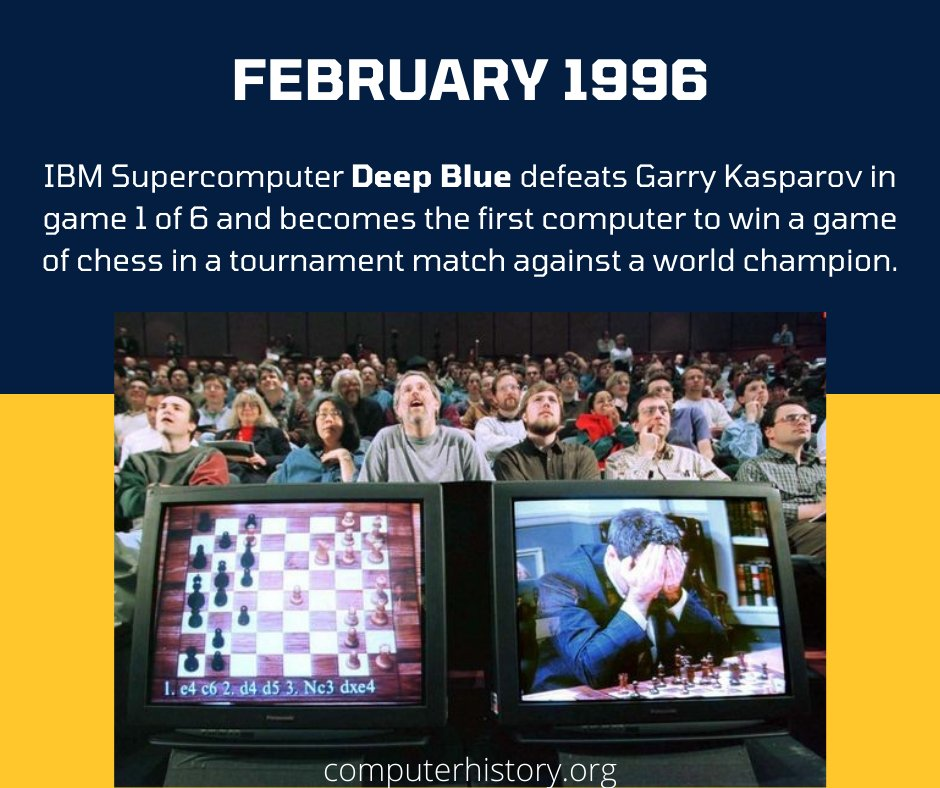 FEBRUARY 1996
IBM Supercomputer Deep Blue defeats Garry Kasparov in
game 1 of 6 and becomes the first computer to win a game
of chess in a tournament match against a world champion.
1. e4 c6 2. d4 d5 3. Nc3 dxe4
Panasonic
computerhistory.org